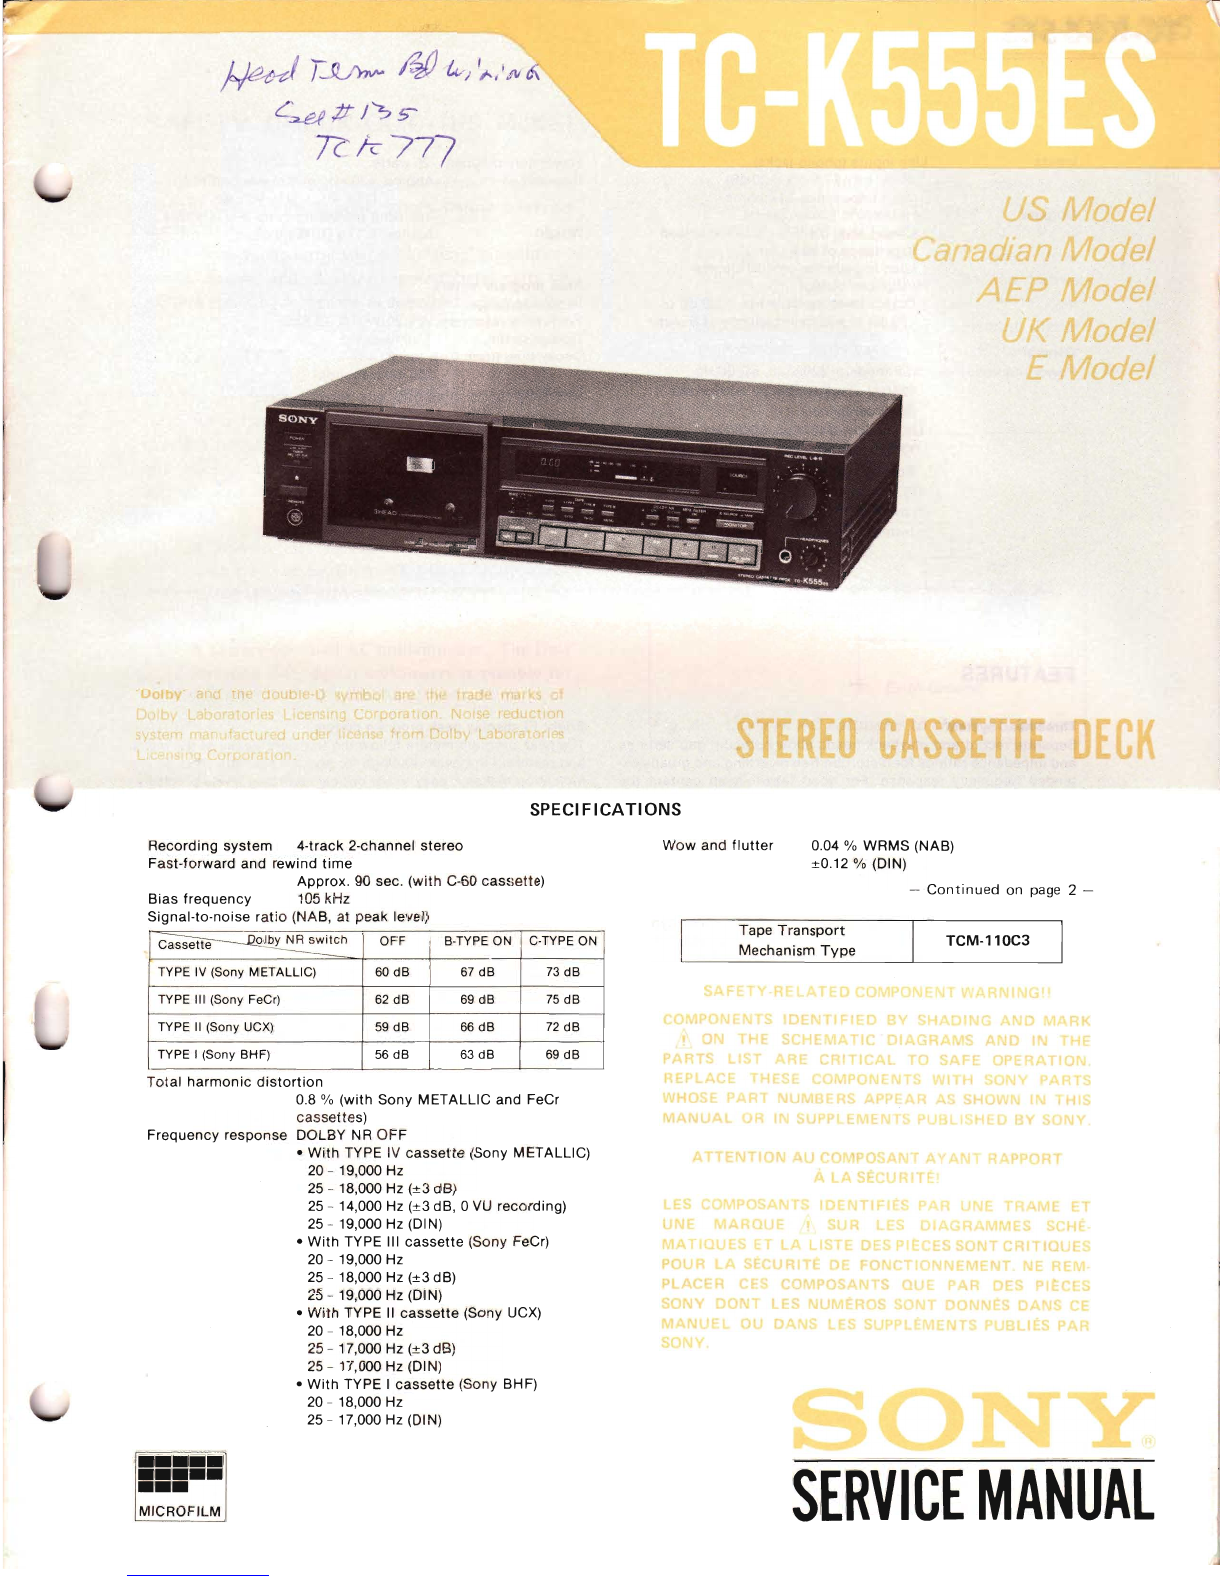 Head Term Bd wiring
See # 135
TCK 777
TC-K555ES
US Model
Canadian Model
AEP Model
UK Model
E Model
SONY
POWER
3HEAD
0.00
SOURCE
REC LEVEL L R
MONITOR
HEADPHONES
STEREO CASSETTE DECK TC-K555ES
"Dolby" and the double-D symbol are the trade marks of
Dolby Laboratories Licensing Corporation. Noise reduction
system manufactured under license from Dolby Laboratories
Licensing Corporation.
STEREO CASSETTE DECK
SPECIFICATIONS
Recording system 4-track 2-channel stereo
Fast-forward and rewind time
Approx. 90 sec. (with C-60 cassette)
Bias frequency 105 kHz
Signal-to-noise ratio (NAB, at peak level)
Cassette Dolby NR switch OFF B-TYPE ON C-TYPE ON
TYPE IV (Sony METALLIC) 60 dB 67 dB 73 dB
TYPE III (Sony FeCr) 62 dB 69 dB 75 dB
TYPE II (Sony UCX) 59 dB 66 dB 72 dB
TYPE I (Sony BHF) 56 dB 63 dB 69 dB
Total harmonic distortion
0.8 % (with Sony METALLIC and FeCr
cassettes)
Frequency response DOLBY NR OFF
• With TYPE IV cassette (Sony METALLIC)
20 – 19,000 Hz
25 – 18,000 Hz (±3 dB)
25 – 14,000 Hz (±3 dB, 0 VU recording)
25 – 19,000 Hz (DIN)
• With TYPE III cassette (Sony FeCr)
20 – 19,000 Hz
25 – 18,000 Hz (±3 dB)
25 – 19,000 Hz (DIN)
• With TYPE II cassette (Sony UCX)
20 – 18,000 Hz
25 – 17,000 Hz (±3 dB)
25 – 17,000 Hz (DIN)
• With TYPE I cassette (Sony BHF)
20 – 18,000 Hz
25 – 17,000 Hz (DIN)
Wow and flutter 0.04 % WRMS (NAB)
±0.12 % (DIN)
– Continued on page 2 –
Tape Transport
Mechanism Type TCM-110C3
SAFETY-RELATED COMPONENT WARNING!!
COMPONENTS IDENTIFIED BY SHADING AND MARK
⚠ ON THE SCHEMATIC DIAGRAMS AND IN THE
PARTS LIST ARE CRITICAL TO SAFE OPERATION.
REPLACE THESE COMPONENTS WITH SONY PARTS
WHOSE PART NUMBERS APPEAR AS SHOWN IN THIS
MANUAL OR IN SUPPLEMENTS PUBLISHED BY SONY.
ATTENTION AU COMPOSANT AYANT RAPPORT
À LA SÉCURITÉ!
LES COMPOSANTS IDENTIFIÉS PAR UNE TRAME ET
UNE MARQUE ⚠ SUR LES DIAGRAMMES SCHÉ-
MATIQUES ET LA LISTE DES PIÈCES SONT CRITIQUES
POUR LA SÉCURITÉ DE FONCTIONNEMENT. NE REM-
PLACER CES COMPOSANTS QUE PAR DES PIÈCES
SONY DONT LES NUMÉROS SONT DONNÉS DANS CE
MANUEL OU DANS LES SUPPLÉMENTS PUBLIÉS PAR
SONY.
SONY®
SERVICE MANUAL
MICROFILM